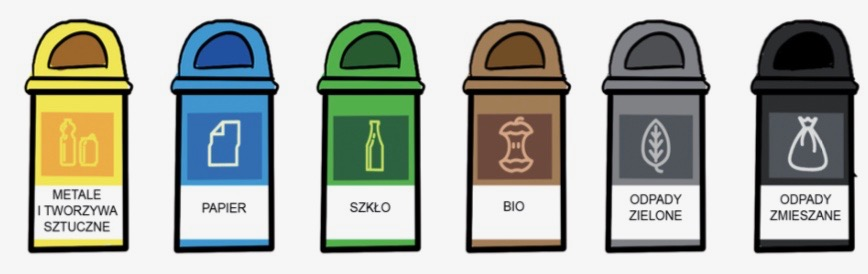 METALE
I TWORZYWA
SZTUCZNE
PAPIER
SZKŁO
BIO
ODPADY
ZIELONE
ODPADY
ZMIESZANE